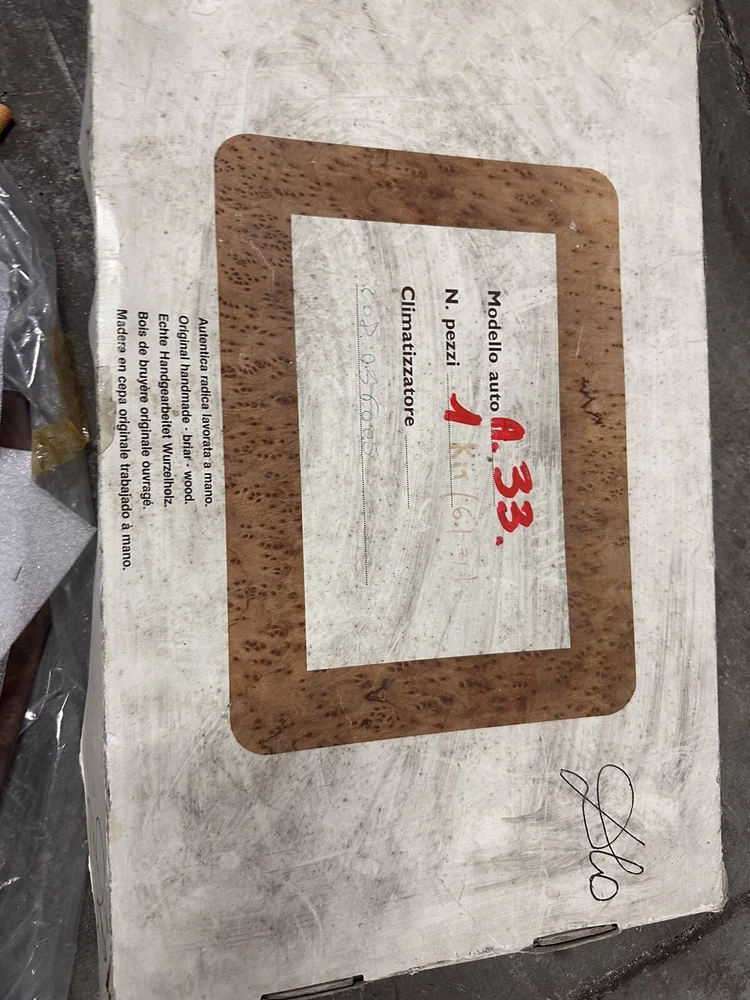 Modello auto A. 33.
N. pezzi 1 Kit
Climatizzatore
COD.
Autentica radica lavorata a mano.
Original handmade - briar - wood.
Echte Handgearbeitet Wurzelholz.
Bois de bruyère originale ouvragé.
Madera en cepa originale trabajado à mano.